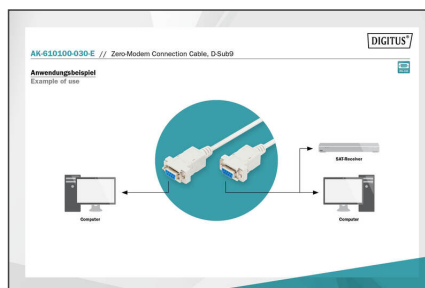 DIGITUS®
AK-610100-030-E // Zero-Modem Connection Cable, D-Sub9
Anwendungsbeispiel
Example of use
SAT-Receiver
Computer
Computer